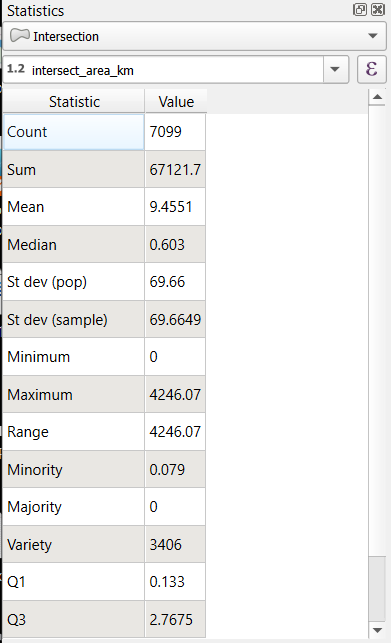 Statistics
Intersection
1.2 intersect_area_km
ε
Statistic Value
Count 7099
Sum 67121.7
Mean 9.4551
Median 0.603
St dev (pop) 69.66
St dev (sample) 69.6649
Minimum 0
Maximum 4246.07
Range 4246.07
Minority 0.079
Majority 0
Variety 3406
Q1 0.133
Q3 2.7675